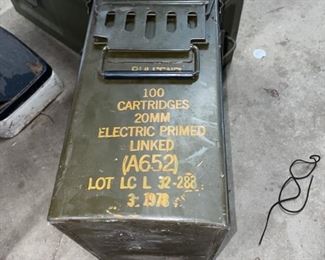 100
CARTRIDGES
20MM
ELECTRIC PRIMED
LINKED
(A652)
LOT LC L 32-288
3 1978